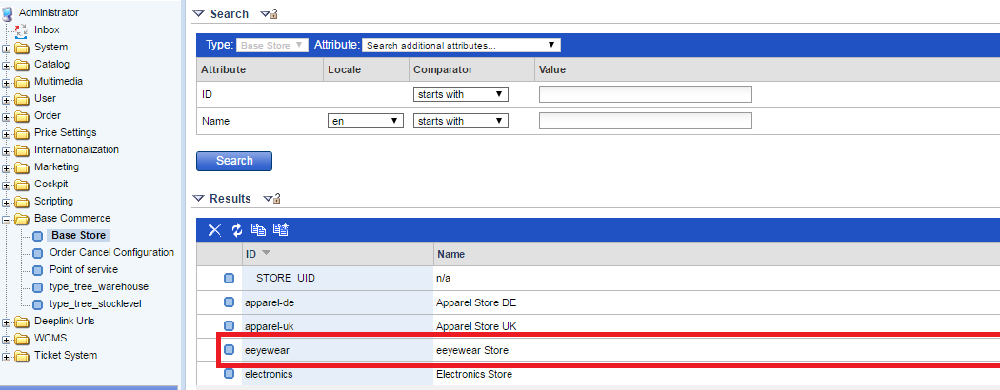 Administrator
Inbox
System
Catalog
Multimedia
User
Order
Price Settings
Internationalization
Marketing
Cockpit
Scripting
Base Commerce
Base Store
Order Cancel Configuration
Point of service
type_tree_warehouse
type_tree_stocklevel
Deeplink Urls
WCMS
Ticket System
Search
Type: Base Store Attribute: Search additional attributes...
Attribute Locale Comparator Value
ID starts with
Name en starts with
Search
Results
ID Name
__STORE_UID__ n/a
apparel-de Apparel Store DE
apparel-uk Apparel Store UK
eeyewear eeyewear Store
electronics Electronics Store